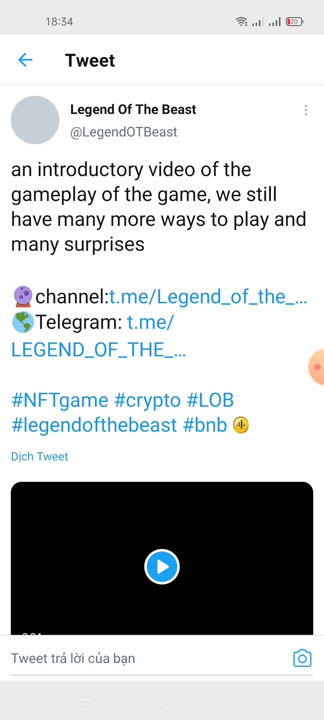 18:34
20
Tweet
Legend Of The Beast
@LegendOTBeast
an introductory video of the
gameplay of the game, we still
have many more ways to play and
many surprises
channel:t.me/Legend_of_the_...
Telegram: t.me/
LEGEND_OF_THE_...
#NFTgame #crypto #LOB
#legendofthebeast #bnb
Dịch Tweet
Tweet trả lời của bạn